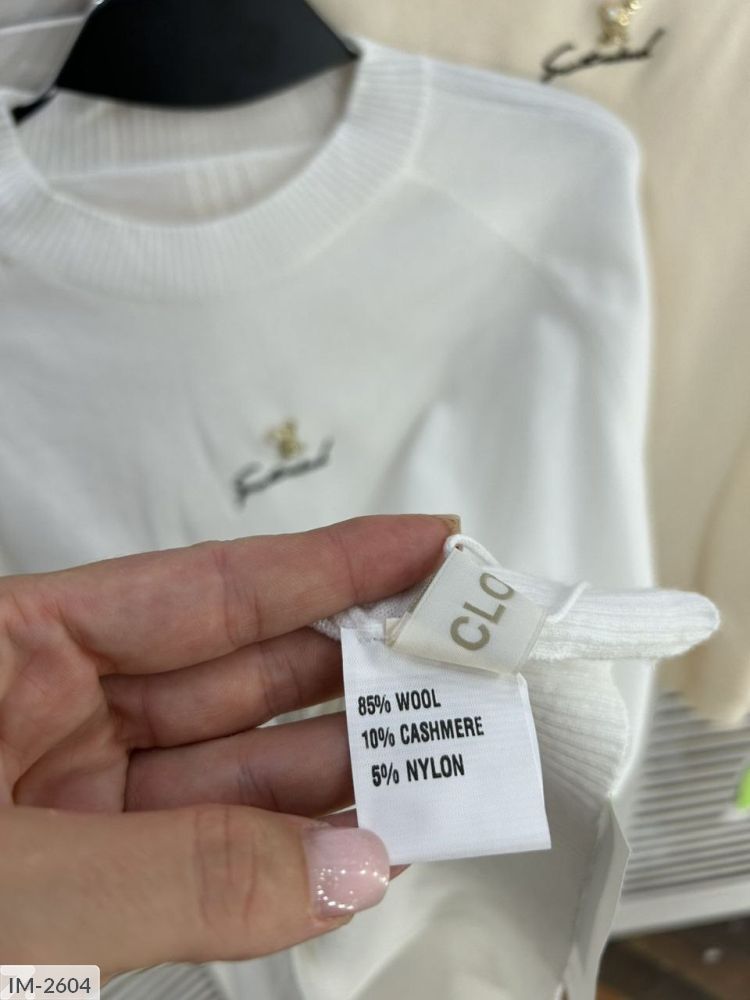 CLO
85% WOOL
10% CASHMERE
5% NYLON
IM-2604